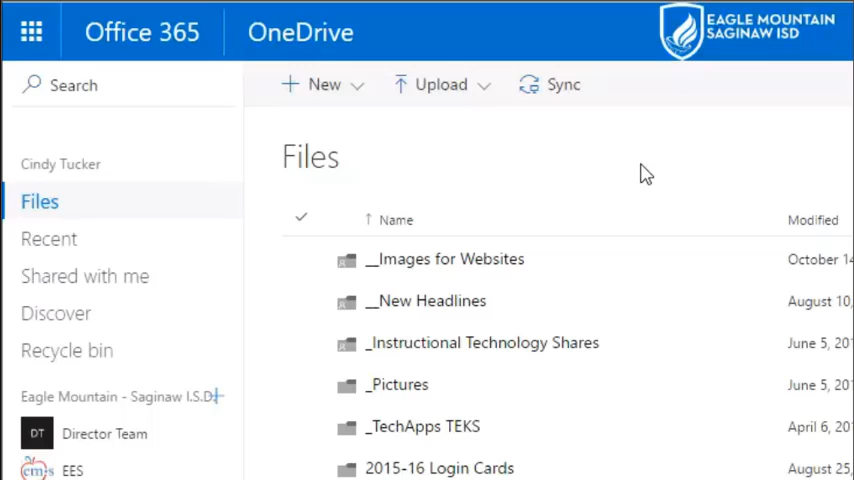 Office 365
OneDrive
EAGLE MOUNTAIN
SAGINAW ISD
Search
New
Upload
Sync
Cindy Tucker
Files
Recent
Shared with me
Discover
Recycle bin
Eagle Mountain - Saginaw I.S.D.
DT
Director Team
EES
Files
Name
Modified
__Images for Websites
October 14
__New Headlines
August 10,
_Instructional Technology Shares
June 5, 201
_Pictures
June 5, 201
_TechApps TEKS
April 6, 201
2015-16 Login Cards
August 25,